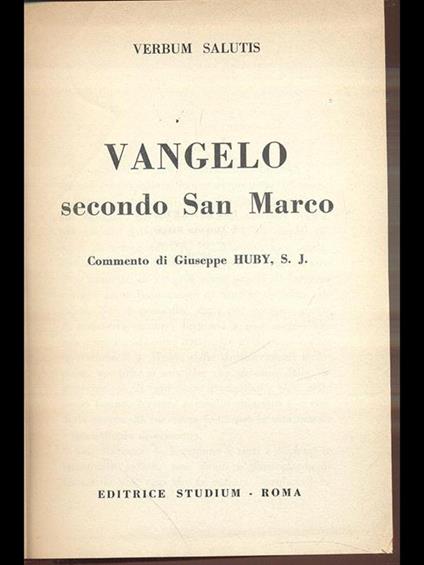 VERBUM SALUTIS
VANGELO
secondo San Marco
Commento di Giuseppe HUBY, S. J.
EDITRICE STUDIUM - ROMA